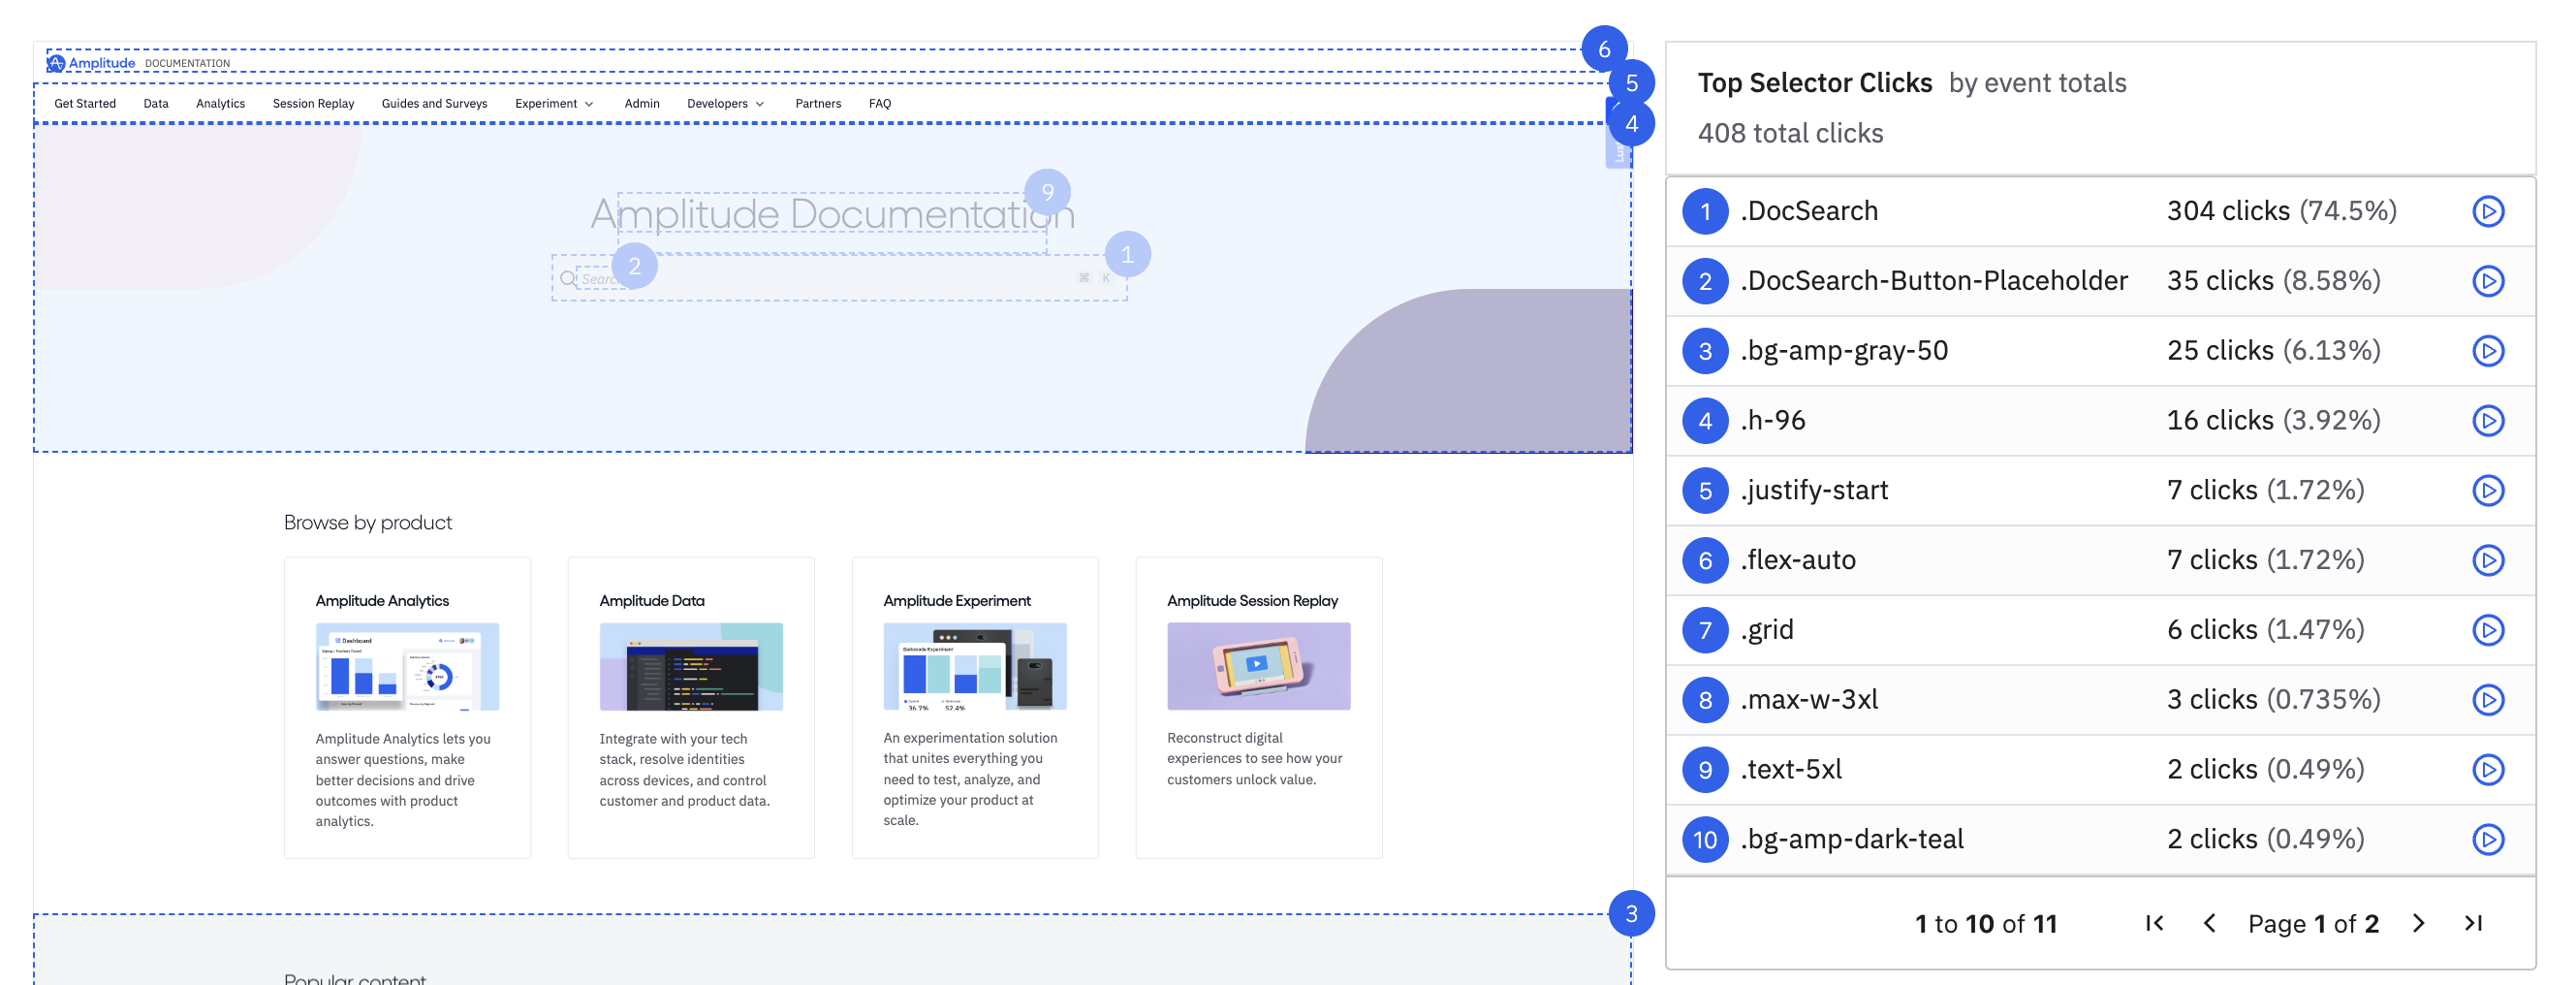 Amplitude DOCUMENTATION
Get Started Data Analytics Session Replay Guides and Surveys Experiment Admin Developers Partners FAQ
6
5
4
9
Amplitude Documentation
1
2
⌘ K
Browse by product
Amplitude Analytics
Dashboard
Amplitude Analytics lets you
answer questions, make
better decisions and drive
outcomes with product
analytics.
Amplitude Data
Integrate with your tech
stack, resolve identities
across devices, and control
customer and product data.
Amplitude Experiment
36.7% 52.4%
An experimentation solution
that unites everything you
need to test, analyze, and
optimize your product at
scale.
Amplitude Session Replay
Reconstruct digital
experiences to see how your
customers unlock value.
3
Popular content
Top Selector Clicks by event totals
408 total clicks
1 .DocSearch 304 clicks (74.5%)
2 .DocSearch-Button-Placeholder 35 clicks (8.58%)
3 .bg-amp-gray-50 25 clicks (6.13%)
4 .h-96 16 clicks (3.92%)
5 .justify-start 7 clicks (1.72%)
6 .flex-auto 7 clicks (1.72%)
7 .grid 6 clicks (1.47%)
8 .max-w-3xl 3 clicks (0.735%)
9 .text-5xl 2 clicks (0.49%)
10 .bg-amp-dark-teal 2 clicks (0.49%)
1 to 10 of 11 Page 1 of 2